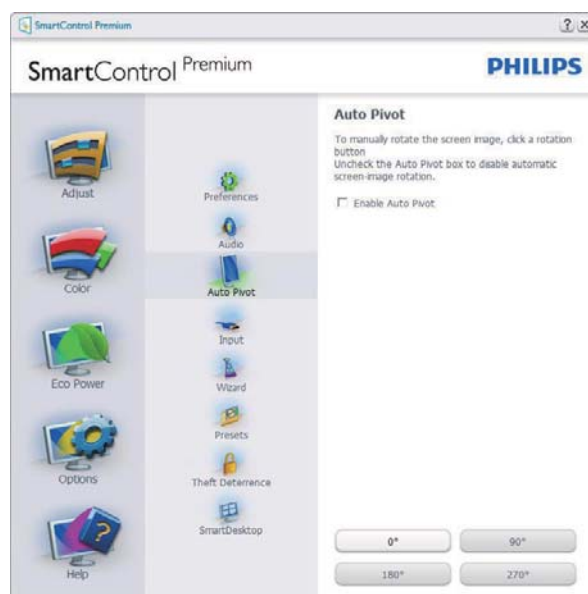 SmartControl Premium
SmartControl Premium
PHILIPS
Adjust
Color
Eco Power
Options
Help
Preferences
Audio
Auto Pivot
Input
Wizard
Presets
Theft Deterrence
SmartDesktop
Auto Pivot
To manually rotate the screen image, click a rotation
button
Uncheck the Auto Pivot box to disable automatic
screen-image rotation.
Enable Auto Pivot
0°
90°
180°
270°